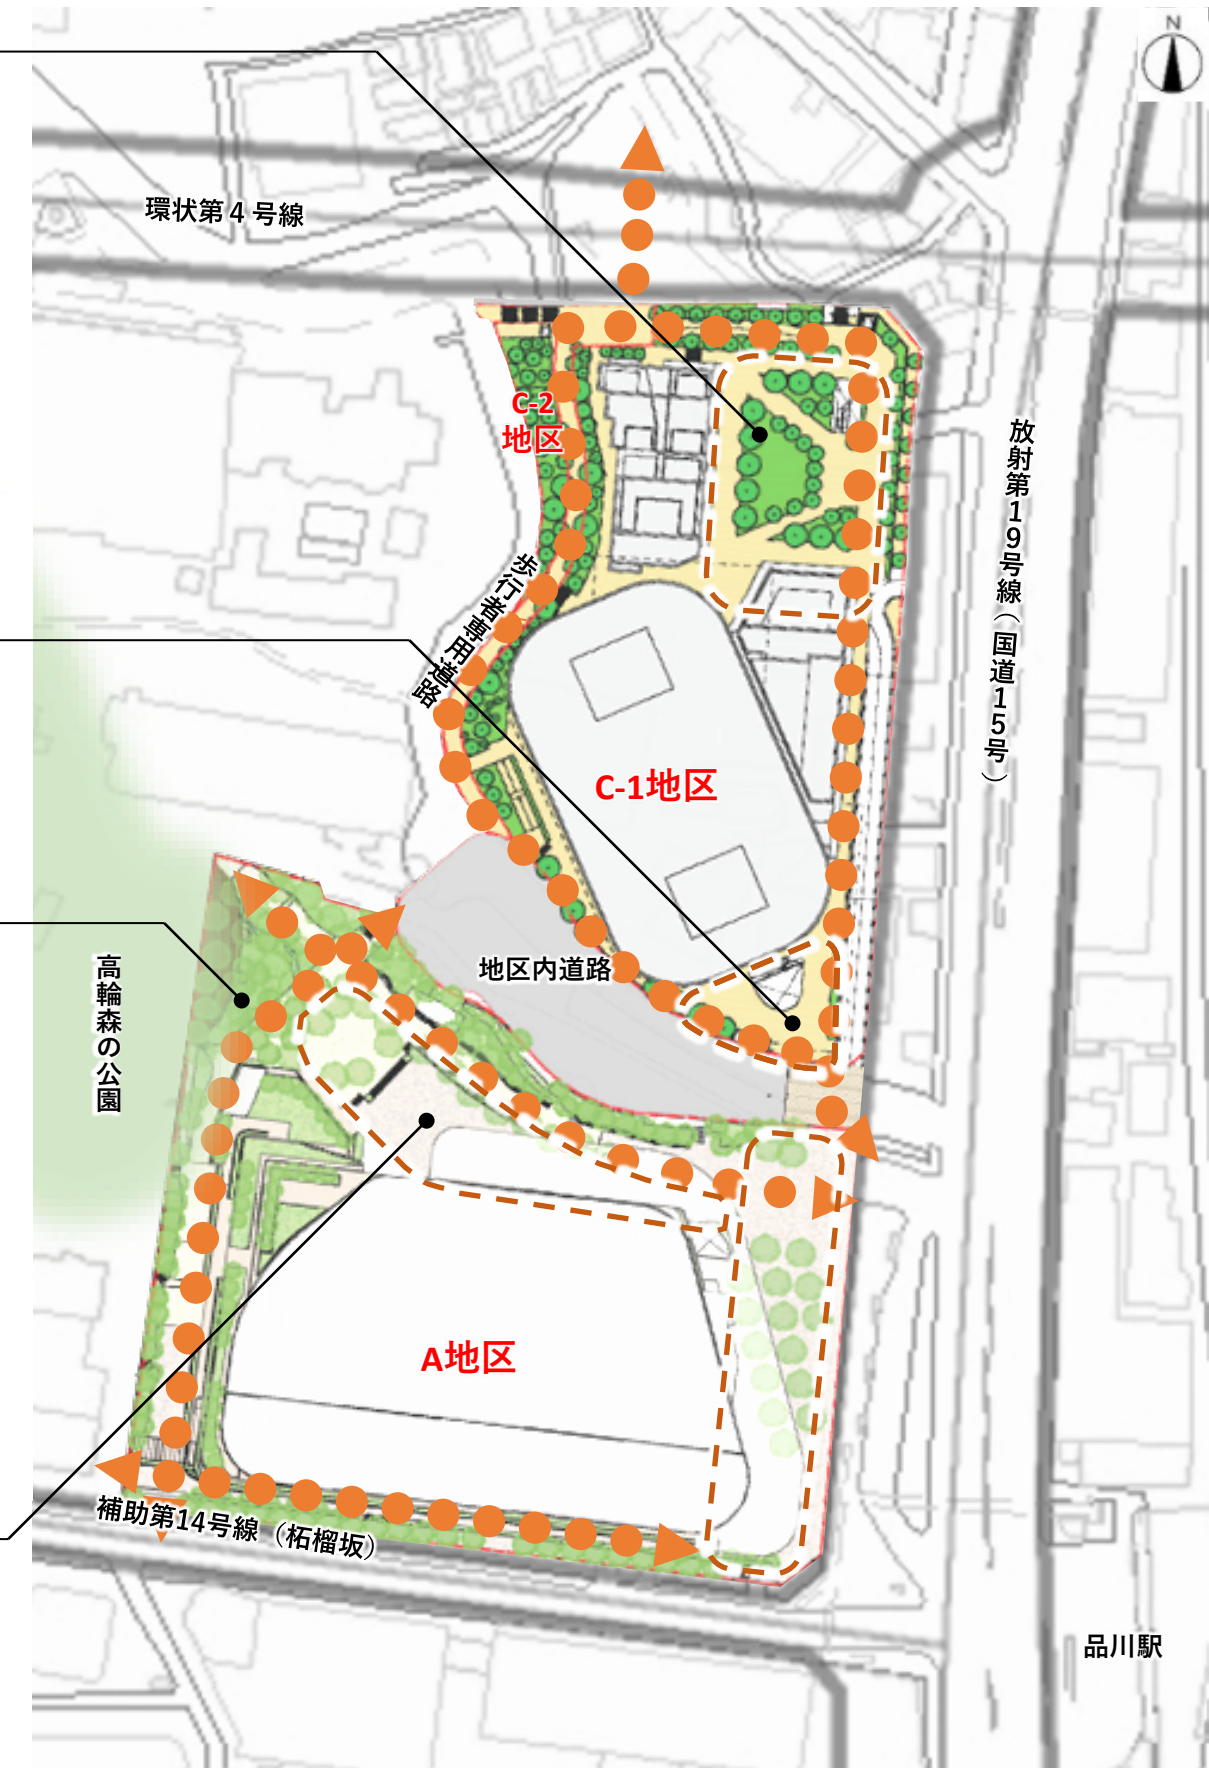 N
環状第４号線
C-2
地区
放射第19号線（国道15号）
歩行者専用道路
C-1地区
地区内道路
高輪森の公園
A地区
補助第14号線（柘榴坂）
品川駅